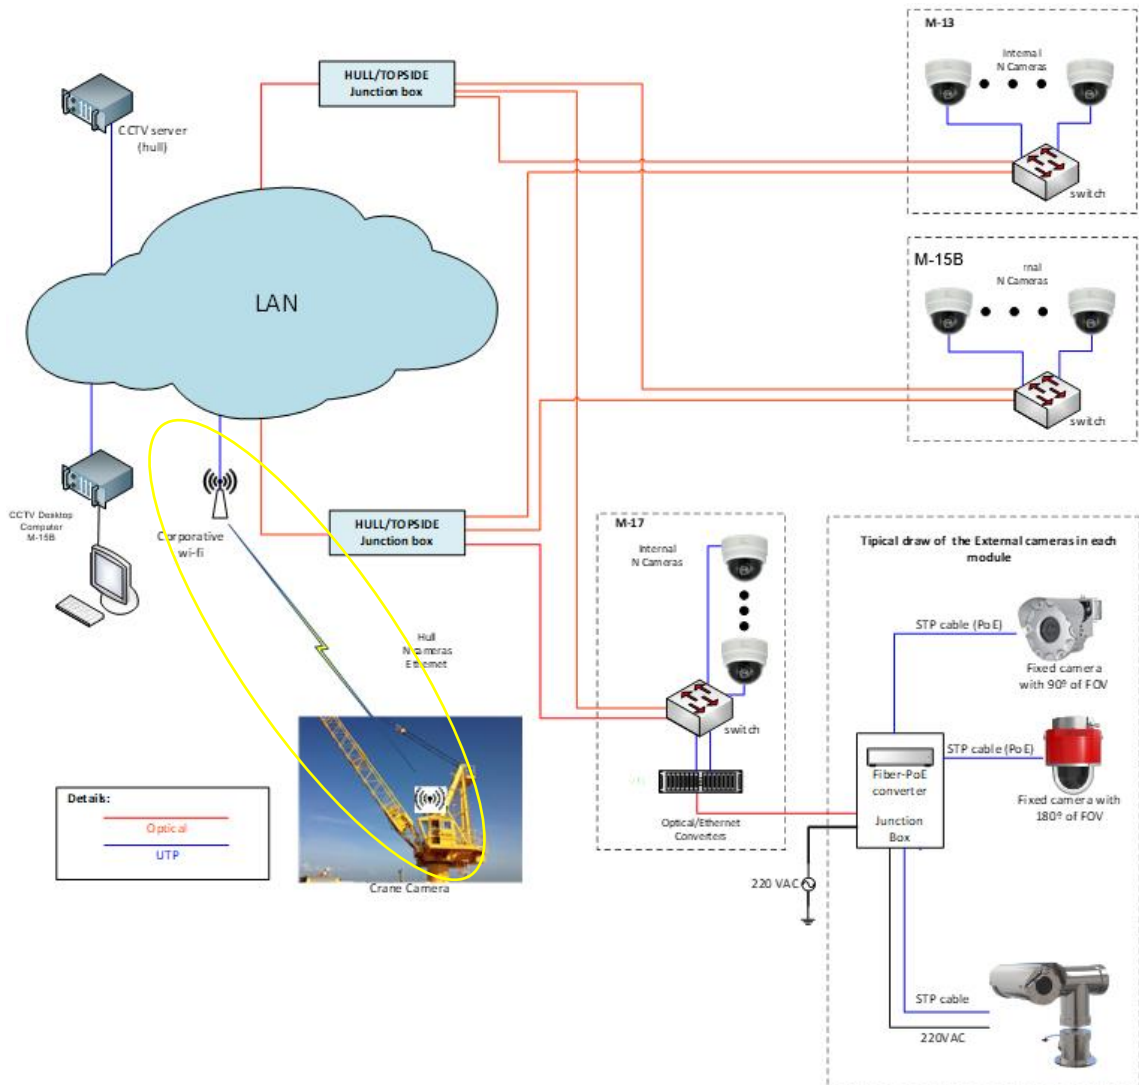 M-13
Internal
N Cameras
HULL/TOPSIDE
Junction box
CCTV server
(hull)
switch
M-15B
rnal
N Cameras
LAN
switch
CCTV Desktop
Computer
M-15B
Corporative
wi-fi
HULL/TOPSIDE
Junction box
M-17
Internal
N Cameras
Tipical draw of the External cameras in each
module
STP cable (PoE)
Fixed camera
with 90º of FOV
Hull
N cameras
Ethernet
switch
STP cable (PoE)
Fiber-PoE
converter
Junction
Box
Fixed camera with
180º of FOV
Details:
Optical
UTP
Optical/Ethernet
Converters
Crane Camera
220 VAC
STP cable
220VAC